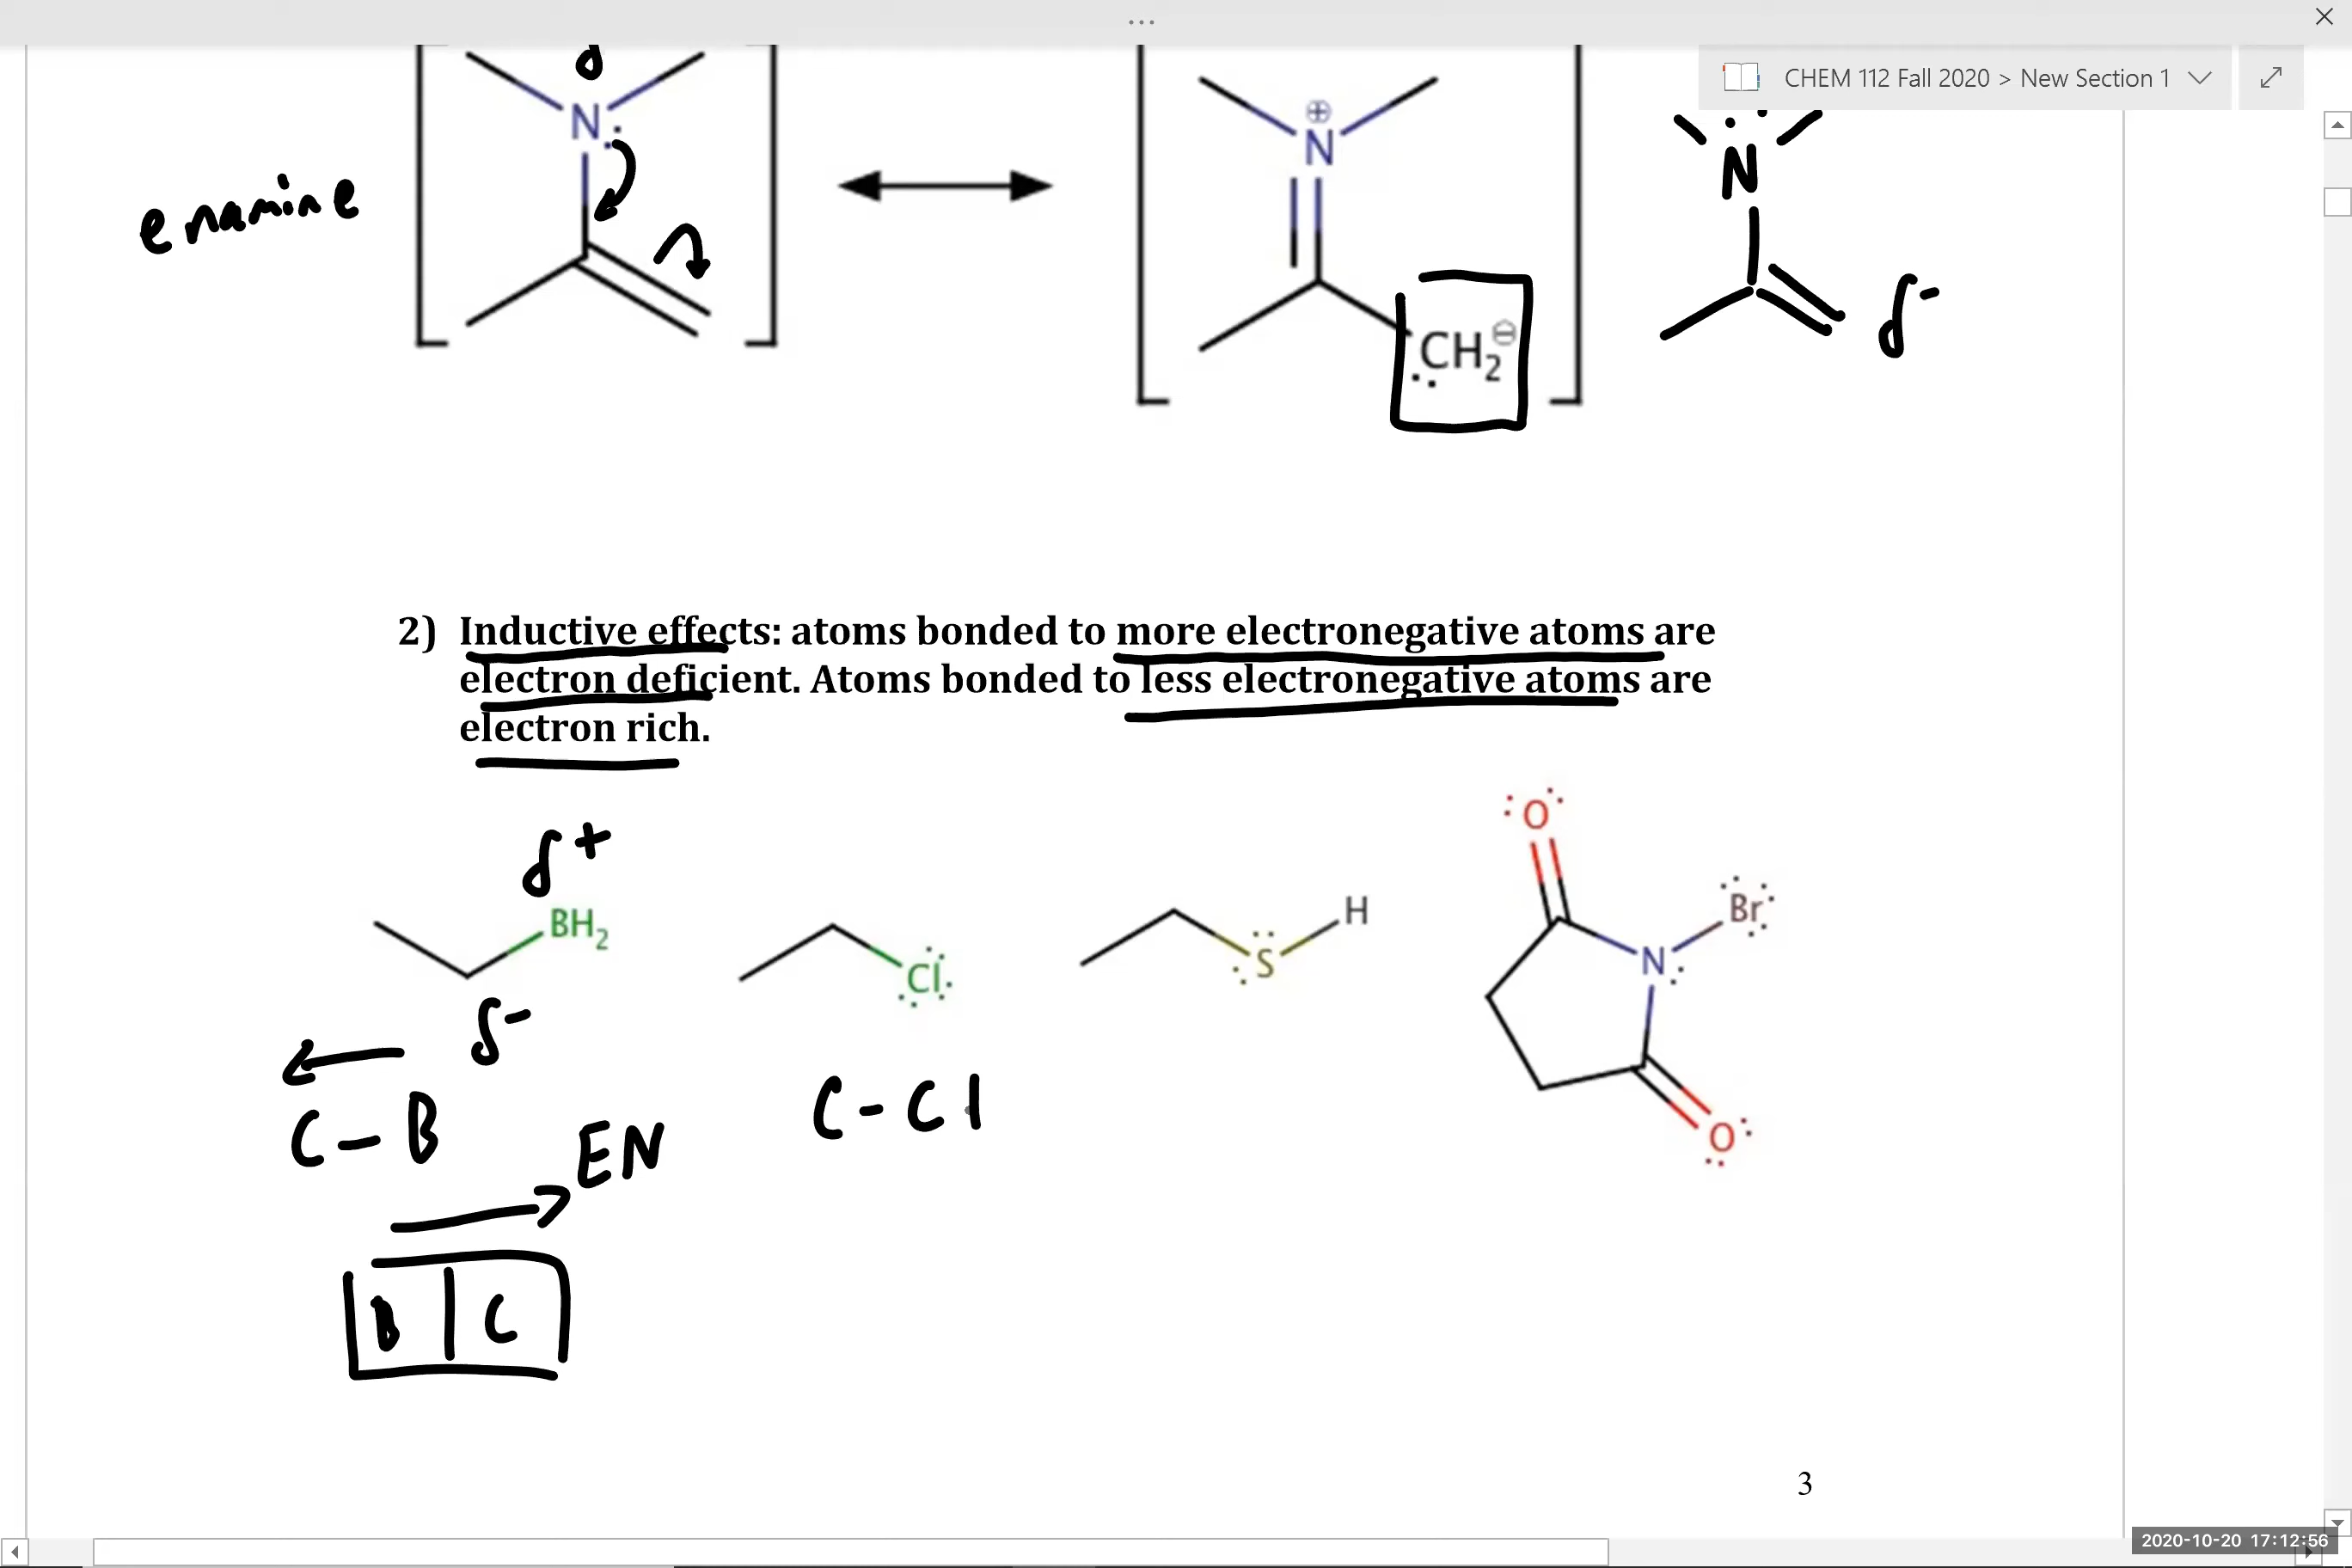 CHEM 112 Fall 2020 > New Section 1
N:
enamine
⊕
N
:CH₂⊖
N
δ-
2) Inductive effects: atoms bonded to more electronegative atoms are
electron deficient. Atoms bonded to less electronegative atoms are
electron rich.
δ+
BH₂
Cl
S
H
O
Br
N
O
δ-
C-B
EN
C-Cl
B C
3
2020-10-20 17:12:56